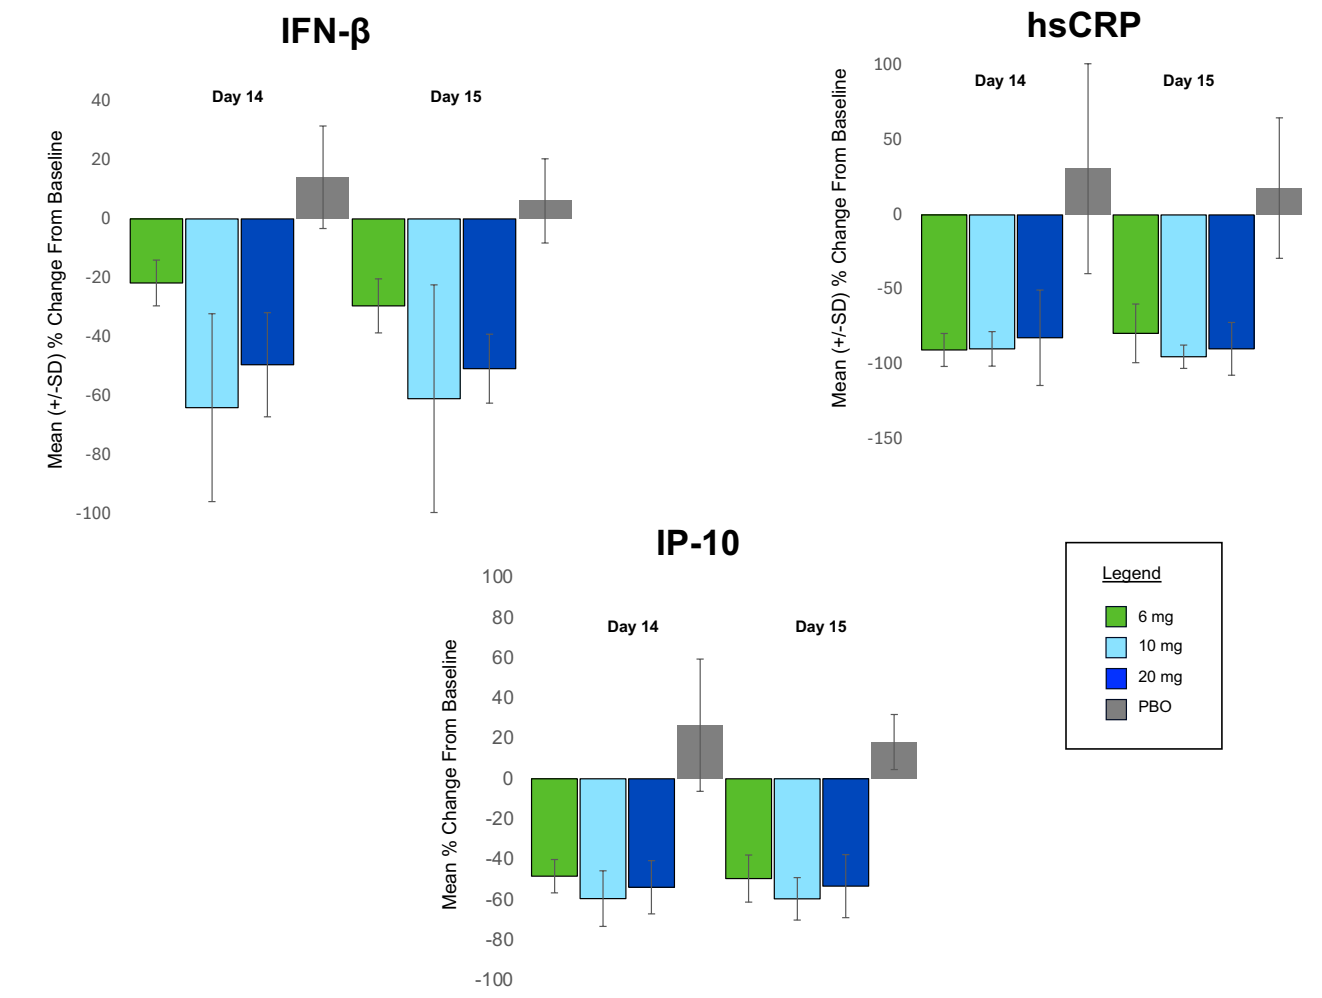 IFN-β
Mean (+/-SD) % Change From Baseline
Day 14
Day 15
40
20
0
-20
-40
-60
-80
-100
hsCRP
Mean (+/-SD) % Change From Baseline
Day 14
Day 15
100
50
0
-50
-100
-150
IP-10
Mean % Change From Baseline
Day 14
Day 15
100
80
60
40
20
0
-20
-40
-60
-80
-100
Legend
6 mg
10 mg
20 mg
PBO